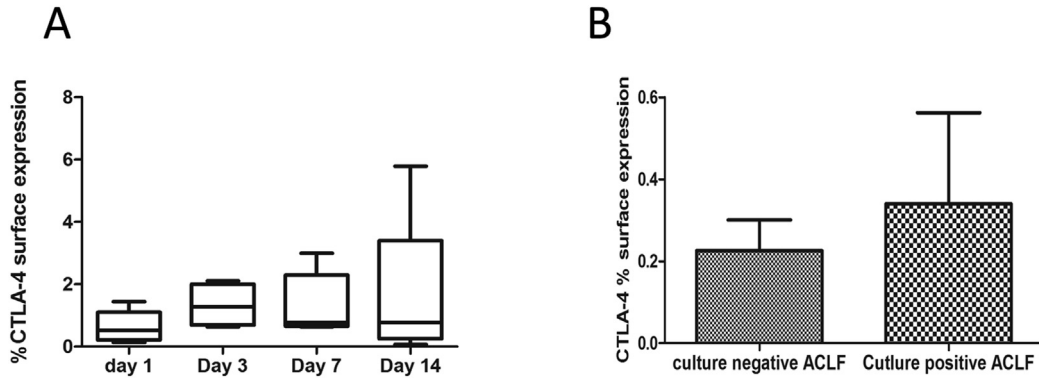 A
%CTLA-4 surface expression
8
6
4
2
0
day 1 Day 3 Day 7 Day 14
B
CTLA-4 % surface expression
0.6
0.4
0.2
0.0
culture negative ACLF Cutlure positive ACLF